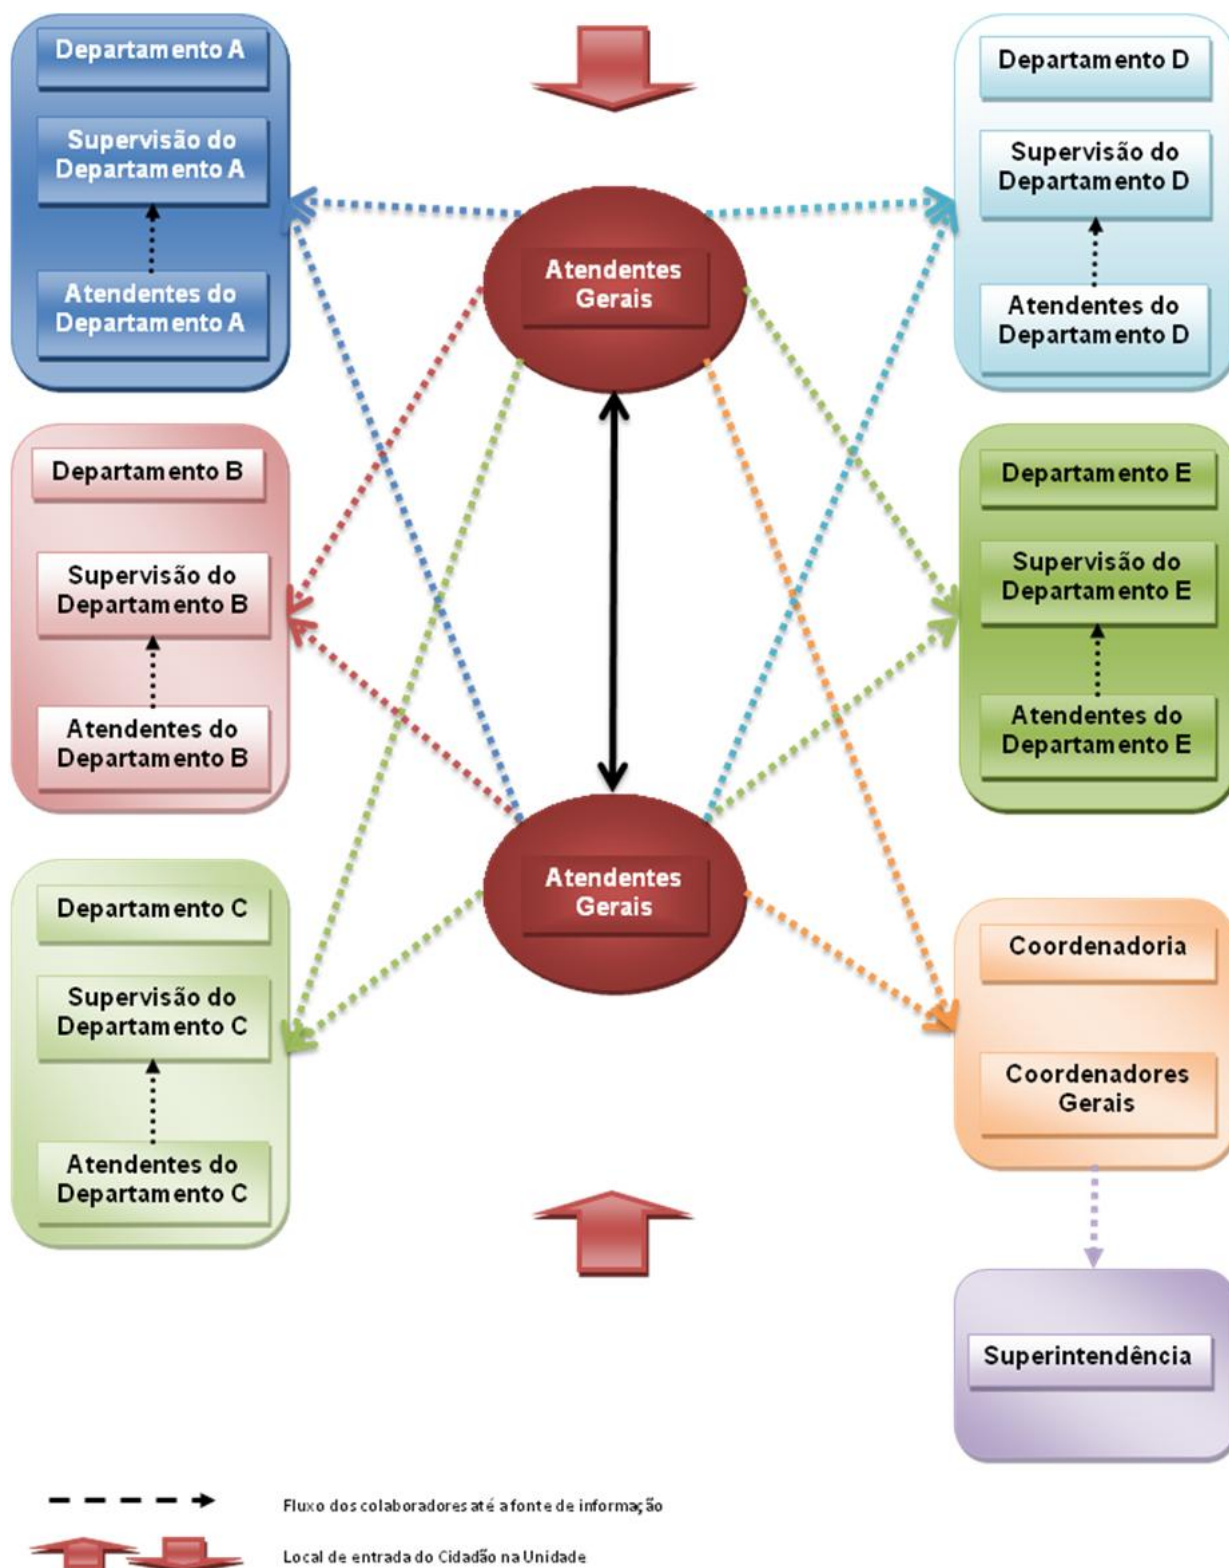 Departamento A
Supervisão do
Departamento A
Atendentes do
Departamento A
Departamento B
Supervisão do
Departamento B
Atendentes do
Departamento B
Departamento C
Supervisão do
Departamento C
Atendentes do
Departamento C
Atendentes
Gerais
Atendentes
Gerais
Departamento D
Supervisão do
Departamento D
Atendentes do
Departamento D
Departamento E
Supervisão do
Departamento E
Atendentes do
Departamento E
Coordenadoria
Coordenadores
Gerais
Superintendência
Fluxo dos colaboradores até a fonte de informação
Local de entrada do Cidadão na Unidade